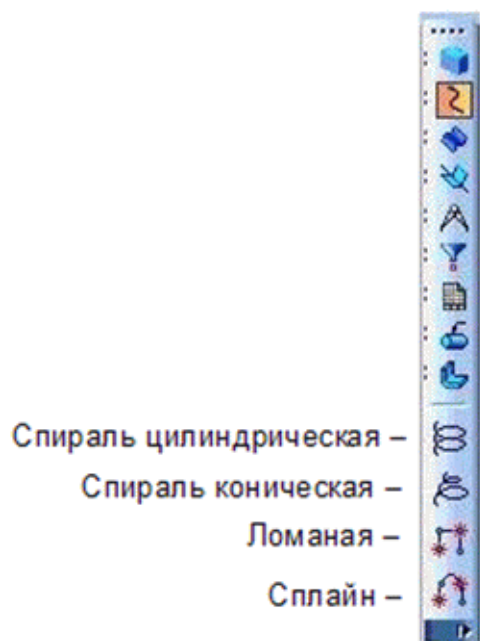 Спираль цилиндрическая –
Спираль коническая –
Ломаная –
Сплайн –